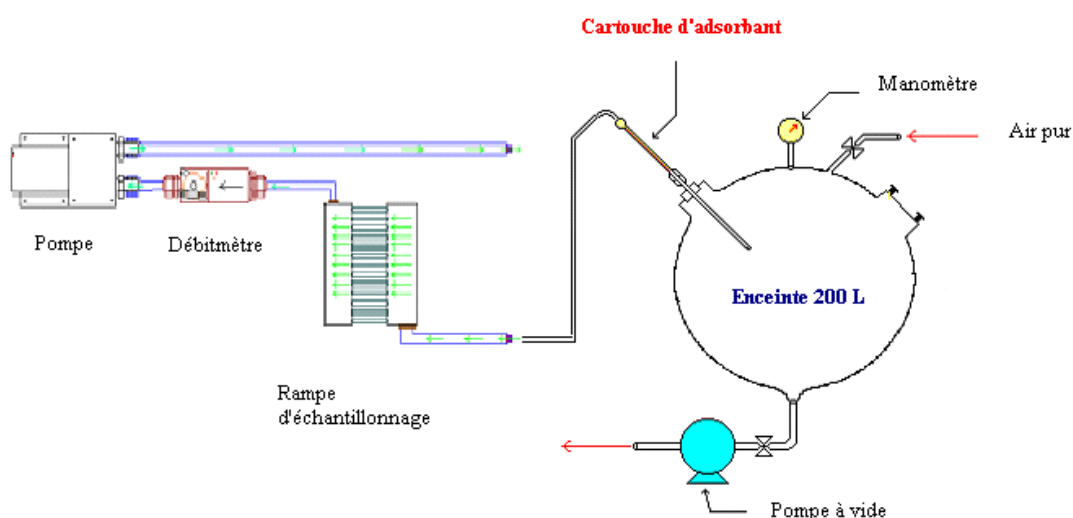 Cartouche d'adsorbant
Manomètre
Air pur
Pompe
Débitmètre
Enceinte 200 L
Rampe
d'échantillonnage
Pompe à vide